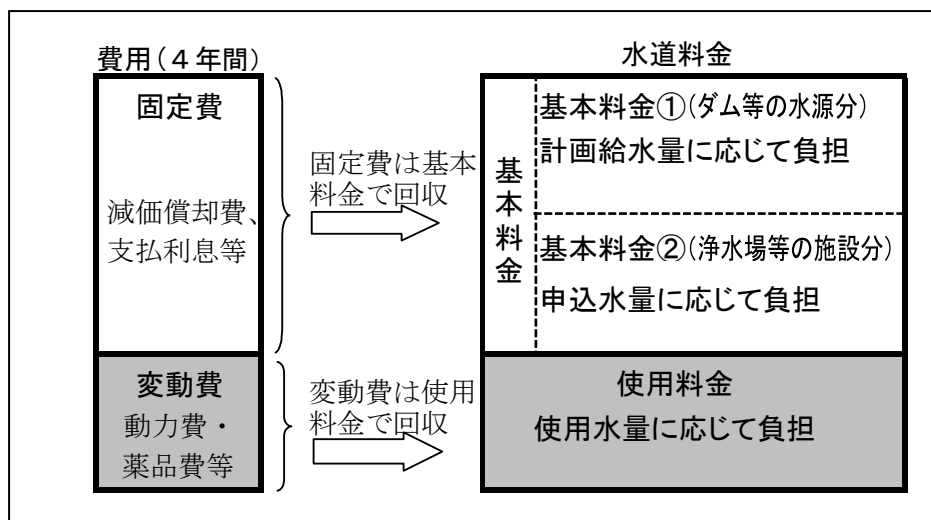 費用(４年間)
固定費
減価償却費、
支払利息等
変動費
動力費・
薬品費等
固定費は基本
料金で回収
変動費は使用
料金で回収
水道料金
基本料金
基本料金①(ダム等の水源分)
計画給水量に応じて負担
基本料金②(浄水場等の施設分)
申込水量に応じて負担
使用料金
使用水量に応じて負担